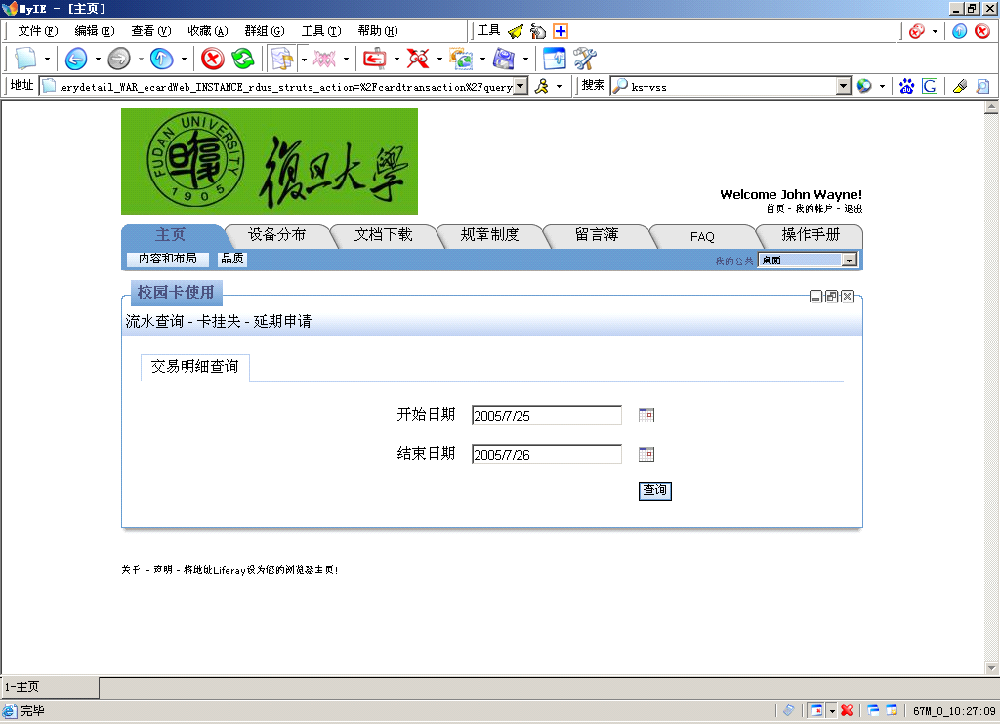 MyIE - [主页]
文件(F) 编辑(E) 查看(V) 收藏(A) 群组(G) 工具(T) 帮助(H) 工具
地址 .erydetail_WAR_ecardWeb_INSTANCE_rdus_struts_action=%2Fcardtransaction%2Fquery 搜索 ks-vss
FUDAN UNIVERSITY
1905
復旦大學
Welcome John Wayne!
首页 - 我的帐户 - 退出
主页 设备分布 文档下载 规章制度 留言簿 FAQ 操作手册
内容和布局 品质 我的公共 桌面
校园卡使用
流水查询 - 卡挂失 - 延期申请
交易明细查询
开始日期 2005/7/25
结束日期 2005/7/26
查询
关于 - 声明 - 将地址Liferay设为您的浏览器主页!
1-主页
完毕 67M_0_10:27:09